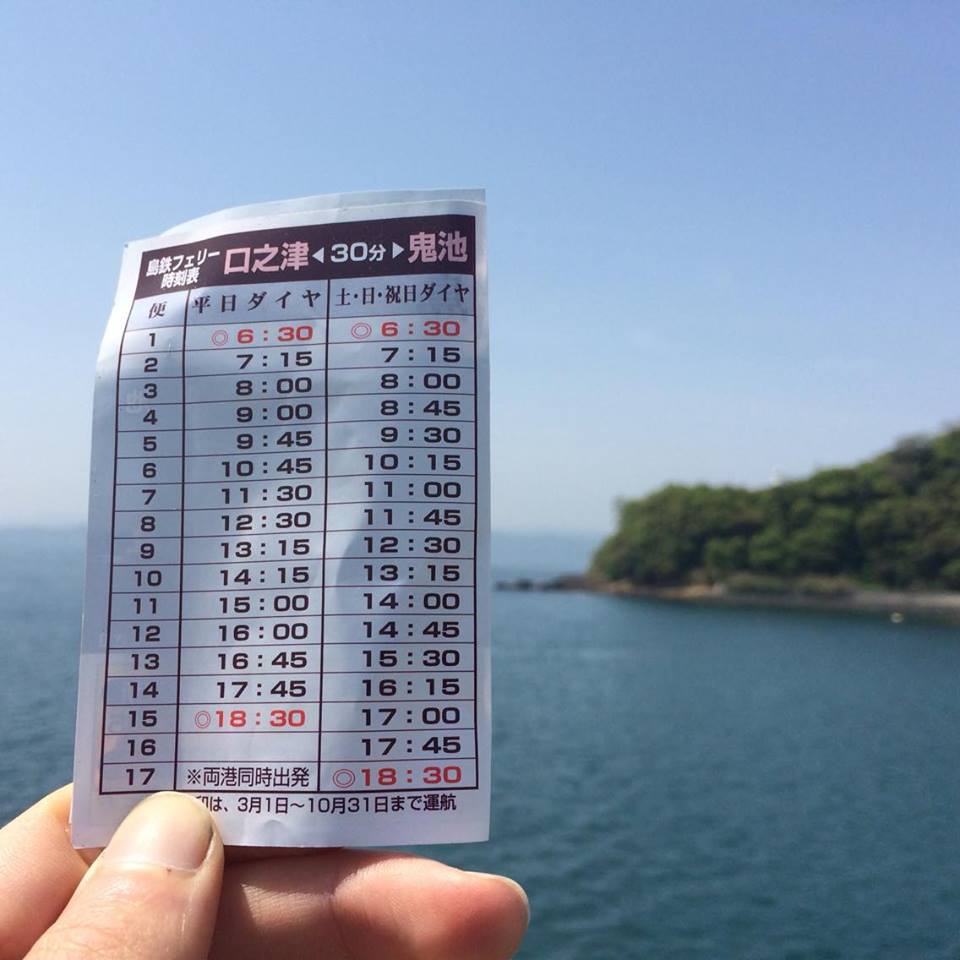 島鉄フェリー時刻表 口之津 ◀ 30分 ▶ 鬼池
便 平日ダイヤ 土・日・祝日ダイヤ
1 ◎ 6:30 ◎ 6:30
2 7:15 7:15
3 8:00 8:00
4 9:00 8:45
5 9:45 9:30
6 10:45 10:15
7 11:30 11:00
8 12:30 11:45
9 13:15 12:30
10 14:15 13:15
11 15:00 14:00
12 16:00 14:45
13 16:45 15:30
14 17:45 16:15
15 ◎18:30 17:00
16 17:45
17 ※両港同時出発 ◎18:30
印は、3月1日〜10月31日まで運航